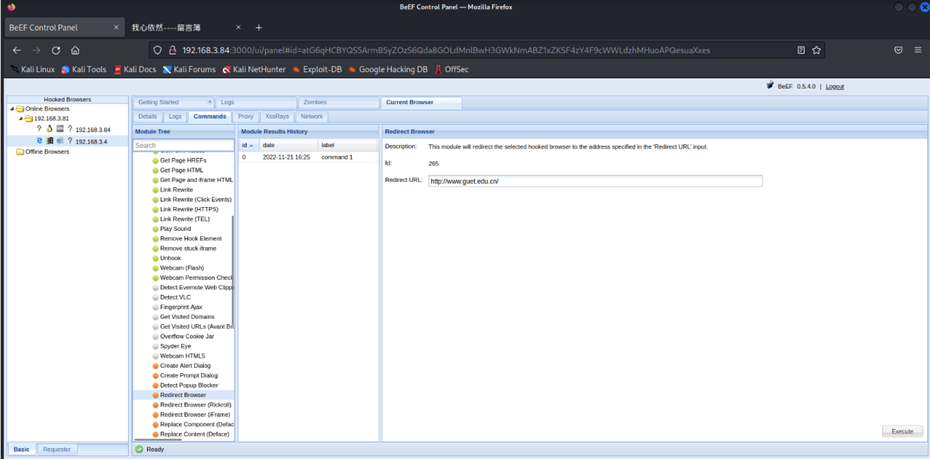 BeEF Control Panel — Mozilla Firefox
BeEF Control Panel
我心依然----留言簿
192.168.3.84:3000/ui/panel#id=atG6qHCBYQS5ArmBSyZOzS6Qda8GOLdMnlBwH3GWkNmABZ1xZKSF4zY4F9cWWLdzhMHuoAPQesuaXxes
Kali Linux Kali Tools Kali Docs Kali Forums Kali NetHunter Exploit-DB Google Hacking DB OffSec
BeEF 0.5.4.0 | Logout
Hooked Browsers
Online Browsers
192.168.3.81
192.168.3.84
192.168.3.4
Offline Browsers
Basic Requester
Getting Started Logs Zombies Current Browser
Details Logs Commands Proxy XssRays Network
Module Tree
Search
Get Page HREFs
Get Page HTML
Get Page and iframe HTML
Link Rewrite
Link Rewrite (Click Events)
Link Rewrite (HTTPS)
Link Rewrite (TEL)
Play Sound
Remove Hook Element
Remove stuck iframe
Unhook
Webcam (Flash)
Webcam Permission Check
Detect Evernote Web Clipp
Detect VLC
Fingerprint Ajax
Get Visited Domains
Get Visited URLs (Avant Br
Overflow Cookie Jar
Spyder Eye
Webcam HTML5
Create Alert Dialog
Create Prompt Dialog
Detect Popup Blocker
Redirect Browser
Redirect Browser (Rickroll)
Redirect Browser (iFrame)
Replace Component (Deface
Replace Content (Deface)
Module Results History
id date label
0 2022-11-21 16:25 command 1
Redirect Browser
Description: This module will redirect the selected hooked browser to the address specified in the 'Redirect URL' input.
Id: 265
Redirect URL: http://www.guet.edu.cn/
Execute
Ready